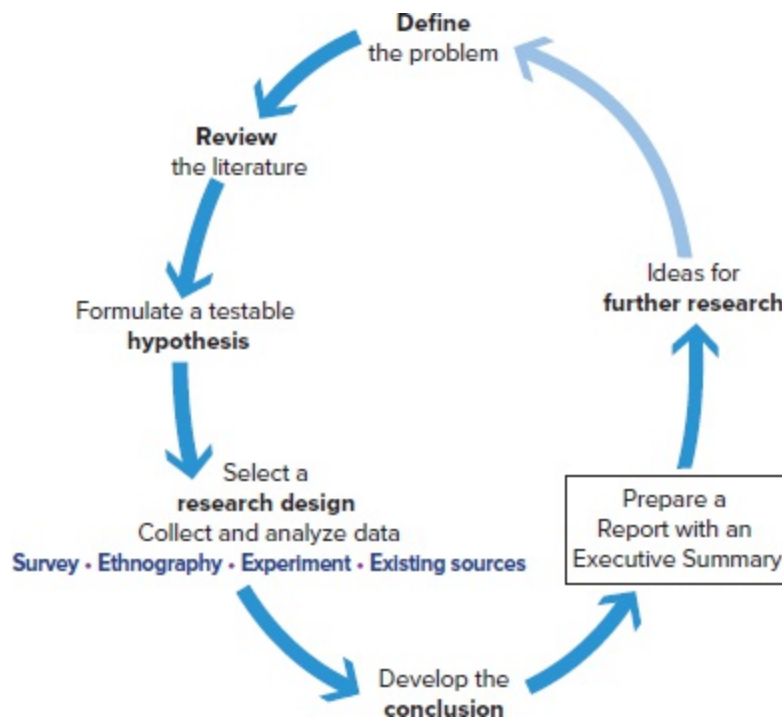 Define
the problem
Review
the literature
Formulate a testable
hypothesis
Select a
research design
Collect and analyze data
Survey • Ethnography • Experiment • Existing sources
Develop the
conclusion
Prepare a
Report with an
Executive Summary
Ideas for
further research